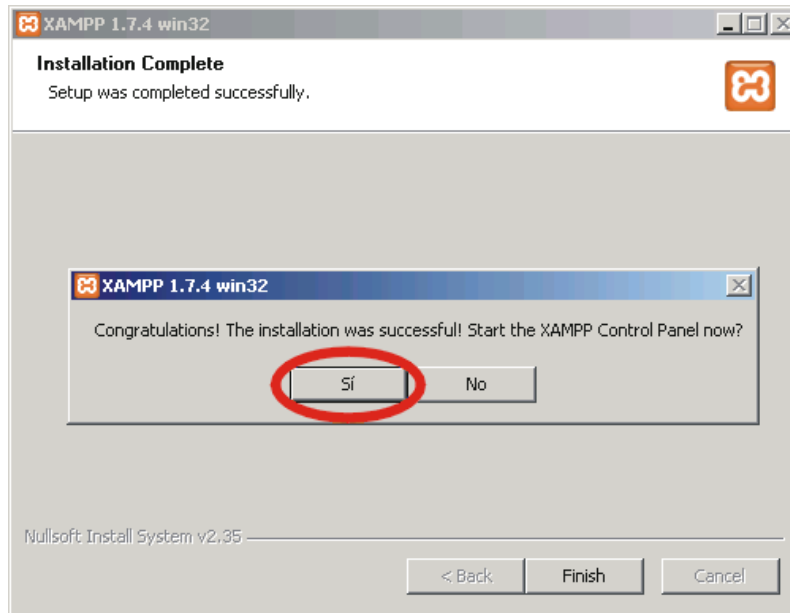 XAMPP 1.7.4 win32
Installation Complete
Setup was completed successfully.
XAMPP 1.7.4 win32
Congratulations! The installation was successful! Start the XAMPP Control Panel now?
Sí
No
Nullsoft Install System v2.35
< Back
Finish
Cancel